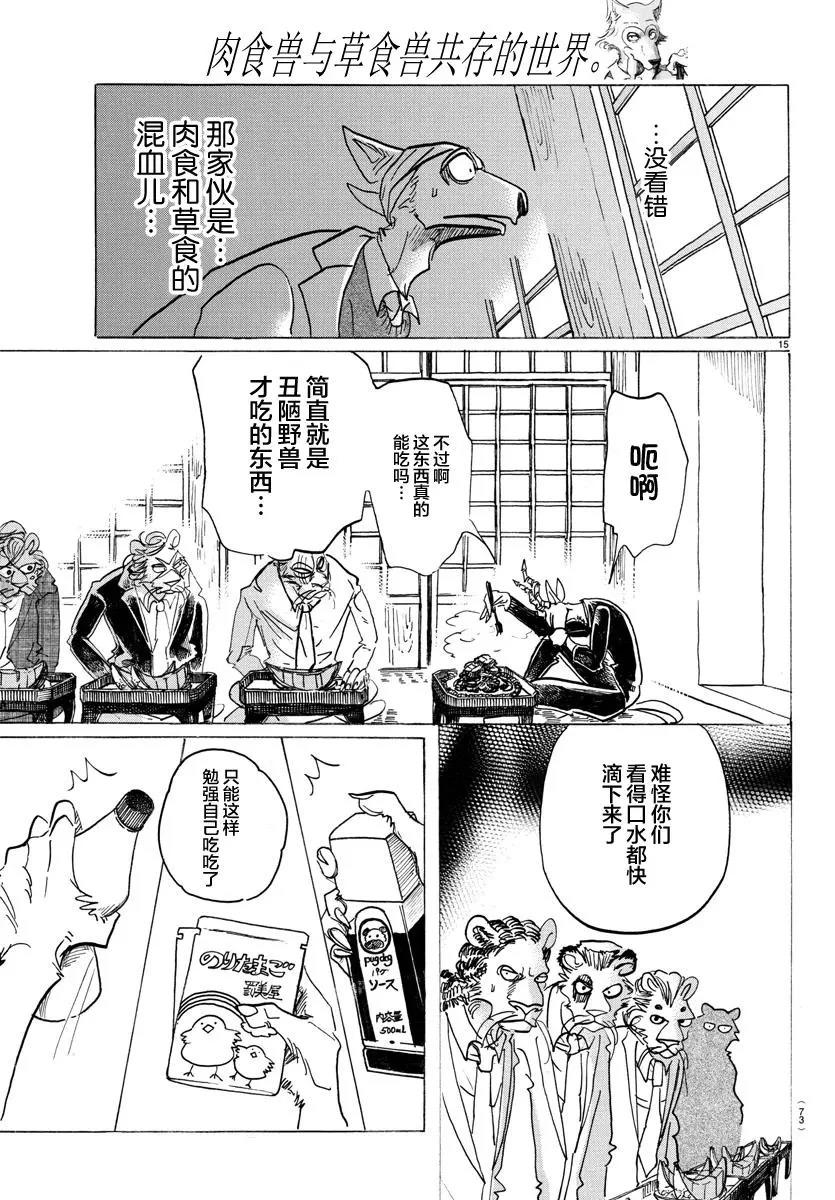 肉食兽与草食兽共存的世界。
…没看错
那家伙是…
肉食和草食的
混血儿…
15
呃啊
不过啊
这东西真的
能吃吗…
简直就是
丑陋野兽
才吃的东西…
难怪你们
看得口水都快
滴下来了
只能这样
勉强自己吃吃了
pugdog
パグ
ソース
内容量
500mL
のりたまご
(73)